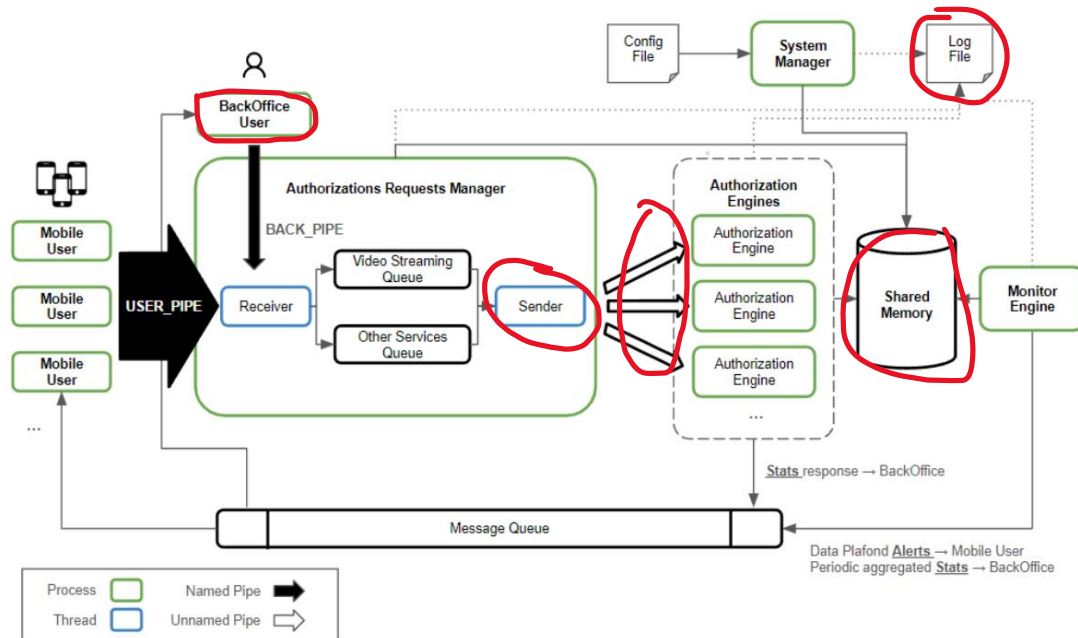 Config
File
System
Manager
Log
File
BackOffice
User
Authorizations Requests Manager
BACK_PIPE
Authorization
Engines
Mobile
User
Mobile
User
Mobile
User
...
USER_PIPE
Receiver
Video Streaming
Queue
Other Services
Queue
Sender
Authorization
Engine
Authorization
Engine
Authorization
Engine
...
Shared
Memory
Monitor
Engine
Stats response → BackOffice
Message Queue
Data Plafond Alerts → Mobile User
Periodic aggregated Stats → BackOffice
Process
Named Pipe
Thread
Unnamed Pipe